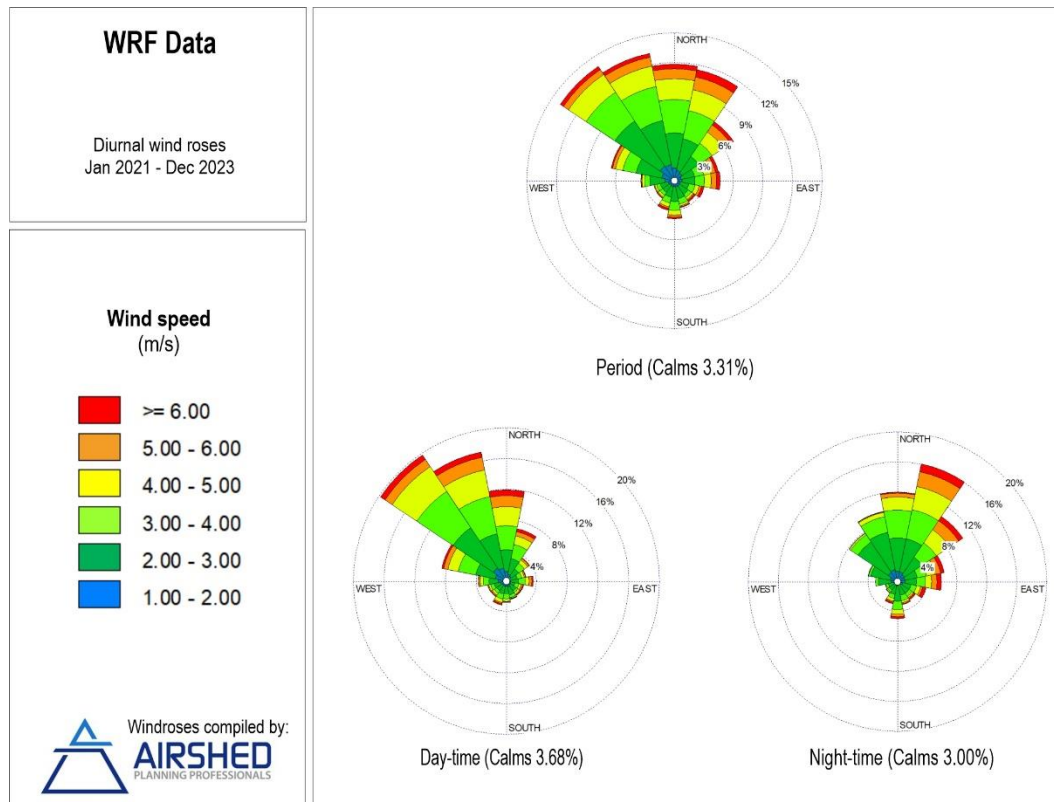 WRF Data
Diurnal wind roses
Jan 2021 - Dec 2023
Wind speed
(m/s)
>= 6.00
5.00 - 6.00
4.00 - 5.00
3.00 - 4.00
2.00 - 3.00
1.00 - 2.00
Windroses compiled by:
AIRSHED
PLANNING PROFESSIONALS
NORTH
15%
12%
9%
6%
3%
WEST
EAST
SOUTH
Period (Calms 3.31%)
NORTH
20%
16%
12%
8%
4%
WEST
EAST
SOUTH
Day-time (Calms 3.68%)
NORTH
20%
16%
12%
8%
4%
WEST
EAST
SOUTH
Night-time (Calms 3.00%)